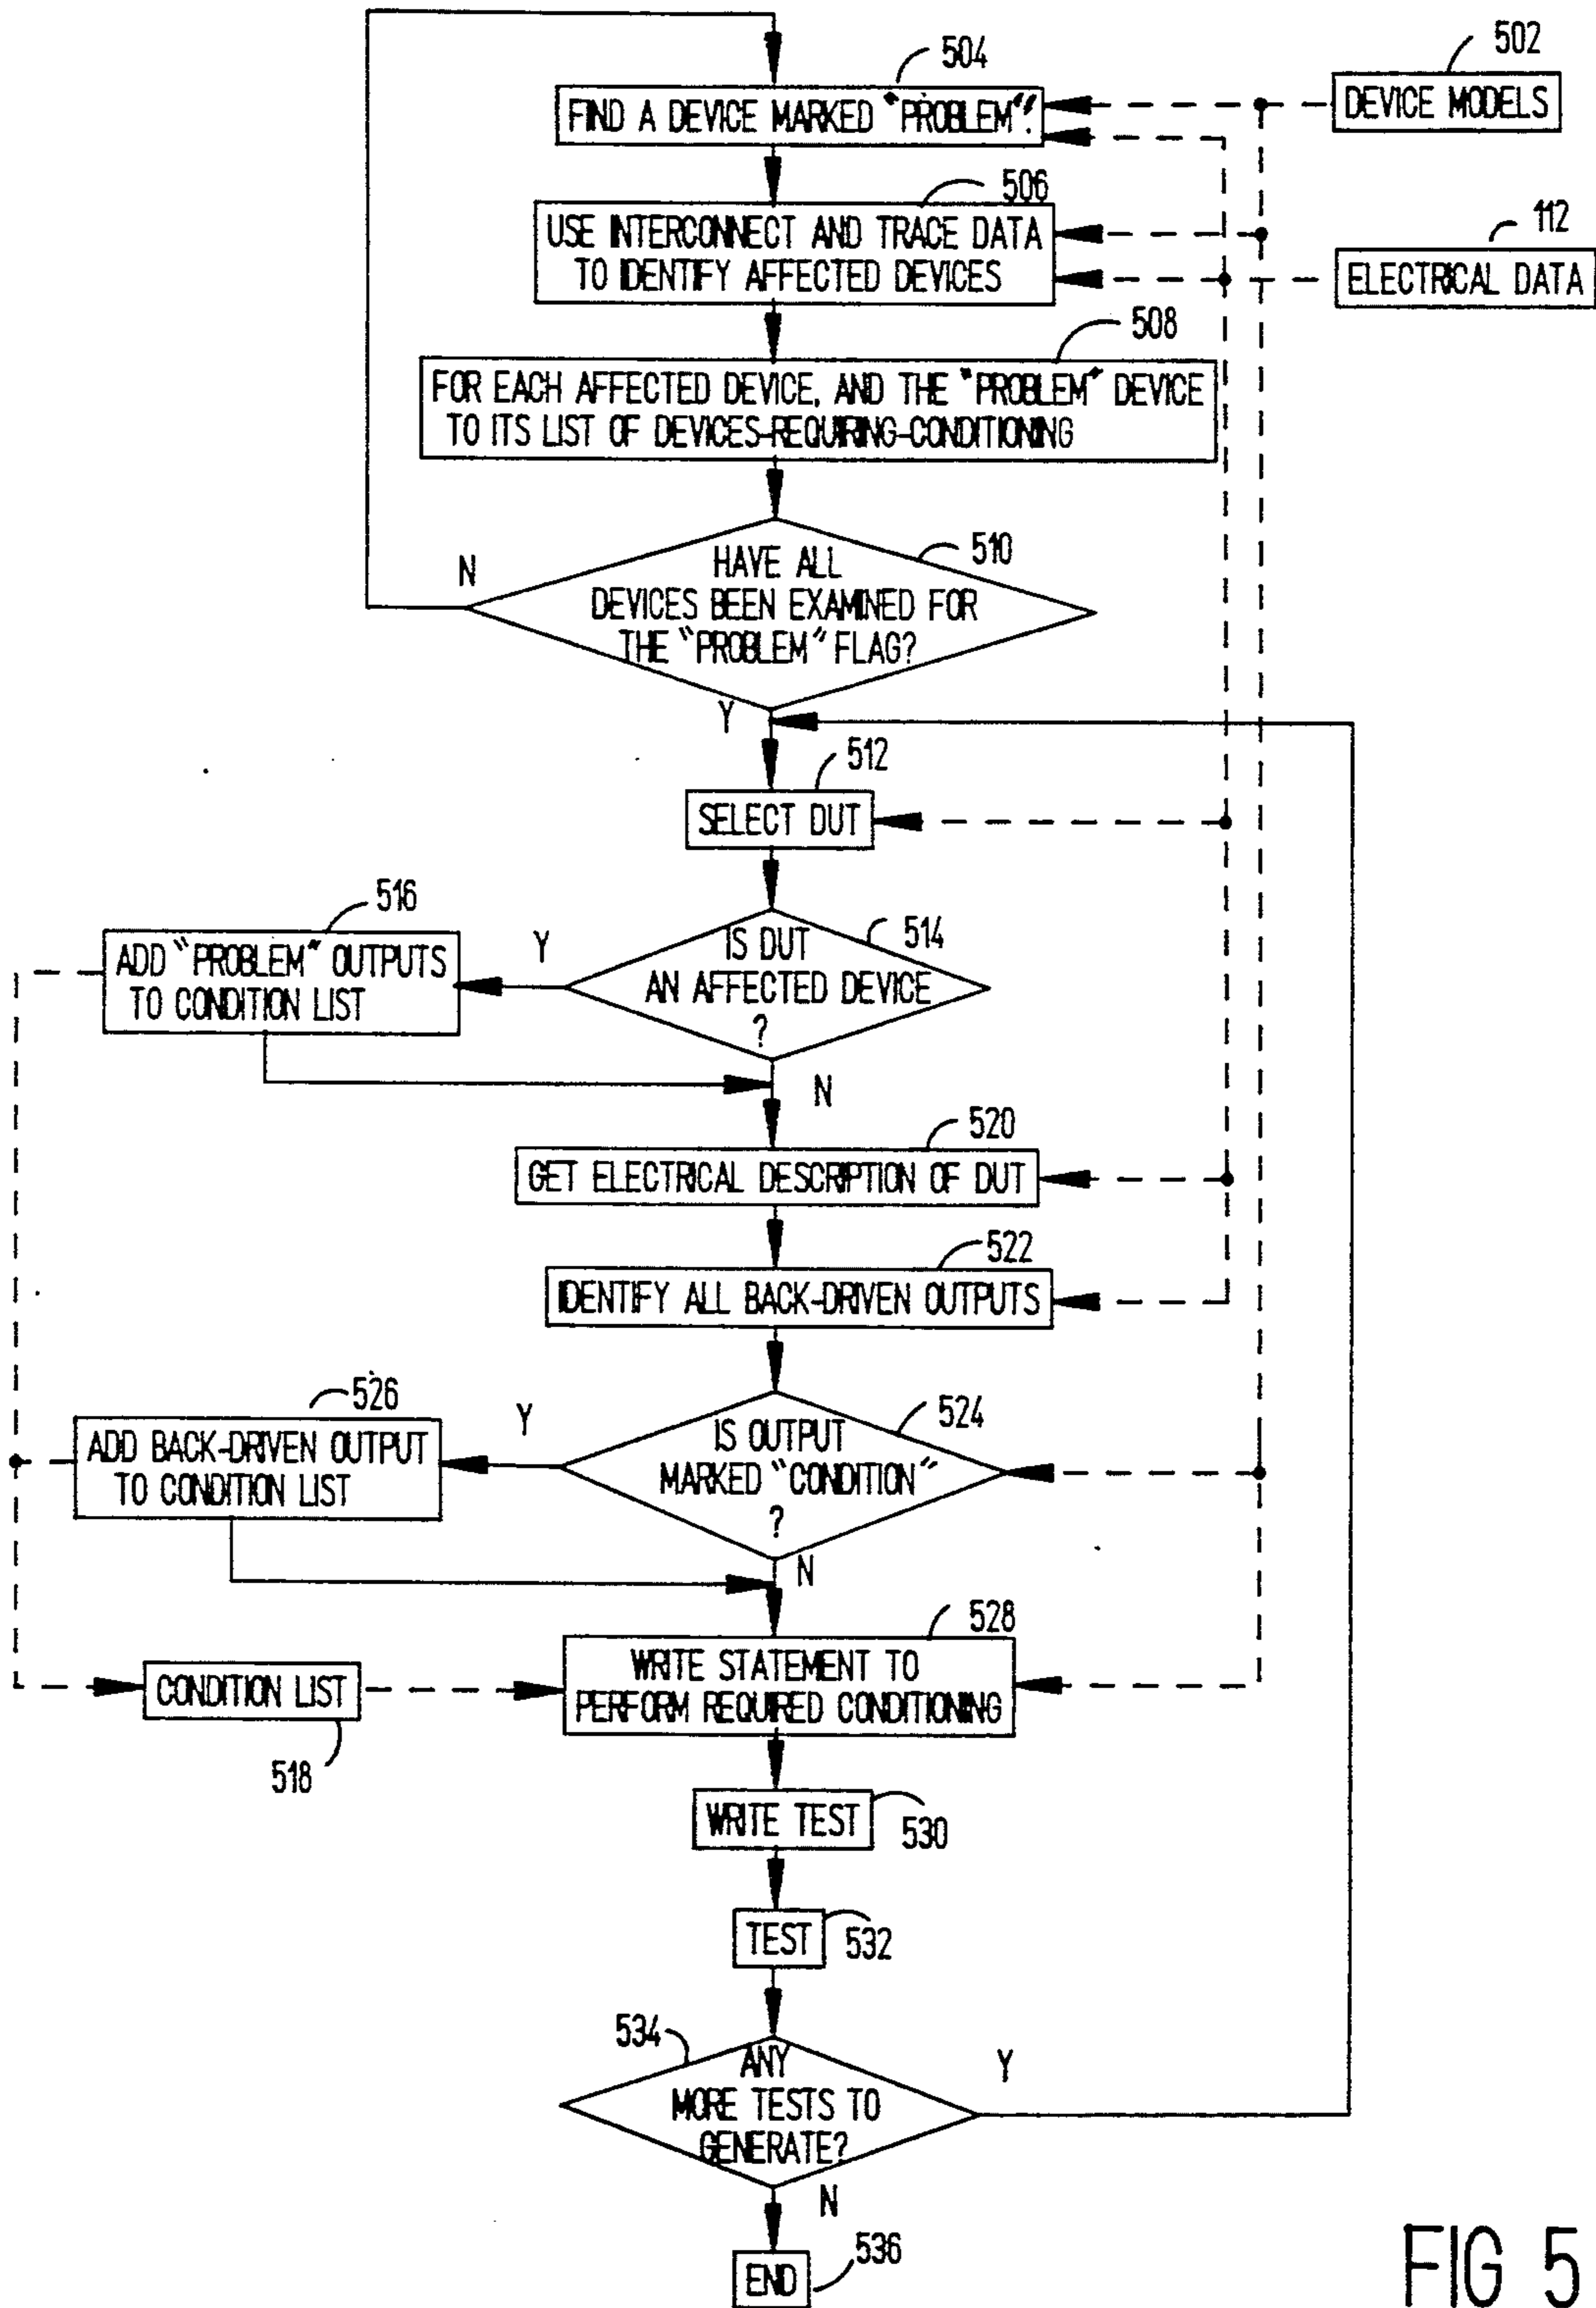 504
502
FIND A DEVICE MARKED "PROBLEM".
DEVICE MODELS
506
USE INTERCONNECT AND TRACE DATA
TO IDENTIFY AFFECTED DEVICES
112
ELECTRICAL DATA
508
FOR EACH AFFECTED DEVICE, AND THE "PROBLEM" DEVICE
TO ITS LIST OF DEVICES-REQUIRING-CONDITIONING
510
N
HAVE ALL
DEVICES BEEN EXAMINED FOR
THE "PROBLEM" FLAG?
Y
512
SELECT DUT
516
ADD "PROBLEM" OUTPUTS
TO CONDITION LIST
Y
514
IS DUT
AN AFFECTED DEVICE
?
N
520
GET ELECTRICAL DESCRIPTION OF DUT
522
IDENTIFY ALL BACK-DRIVEN OUTPUTS
526
ADD BACK-DRIVEN OUTPUT
TO CONDITION LIST
Y
524
IS OUTPUT
MARKED "CONDITION"
?
N
528
WRITE STATEMENT TO
PERFORM REQUIRED CONDITIONING
CONDITION LIST
518
WRITE TEST
530
TEST
532
534
ANY
MORE TESTS TO
GENERATE?
Y
N
END
536
FIG 5